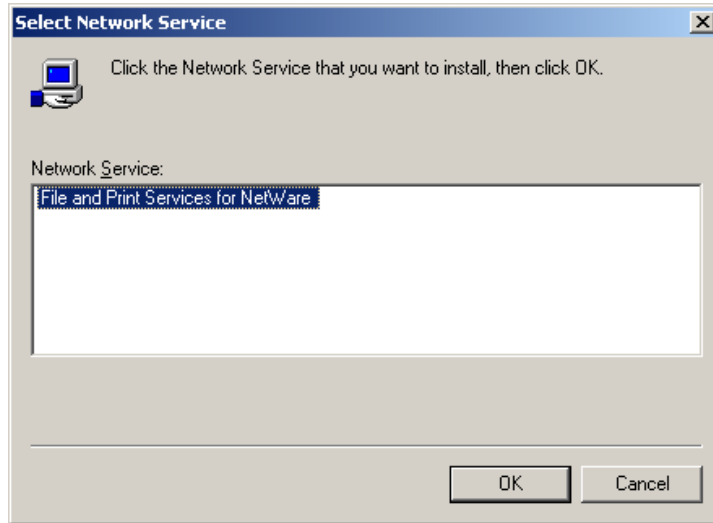 Select Network Service
Click the Network Service that you want to install, then click OK.
Network Service:
File and Print Services for NetWare
OK
Cancel